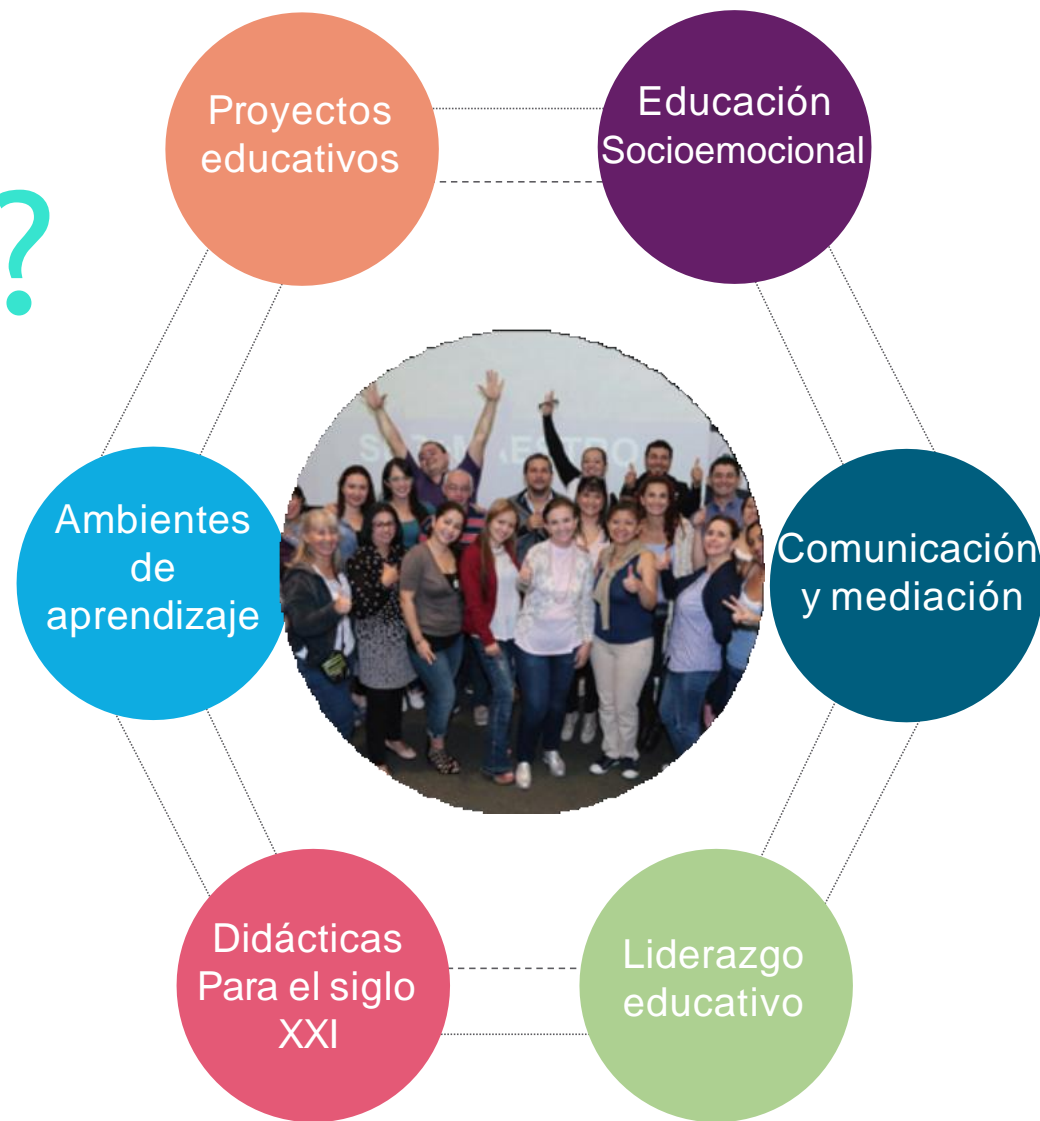 Proyectos
educativos
Educación
Socioemocional
?
Ambientes
de
aprendizaje
Comunicación
y mediación
Didácticas
Para el siglo
XXI
Liderazgo
educativo